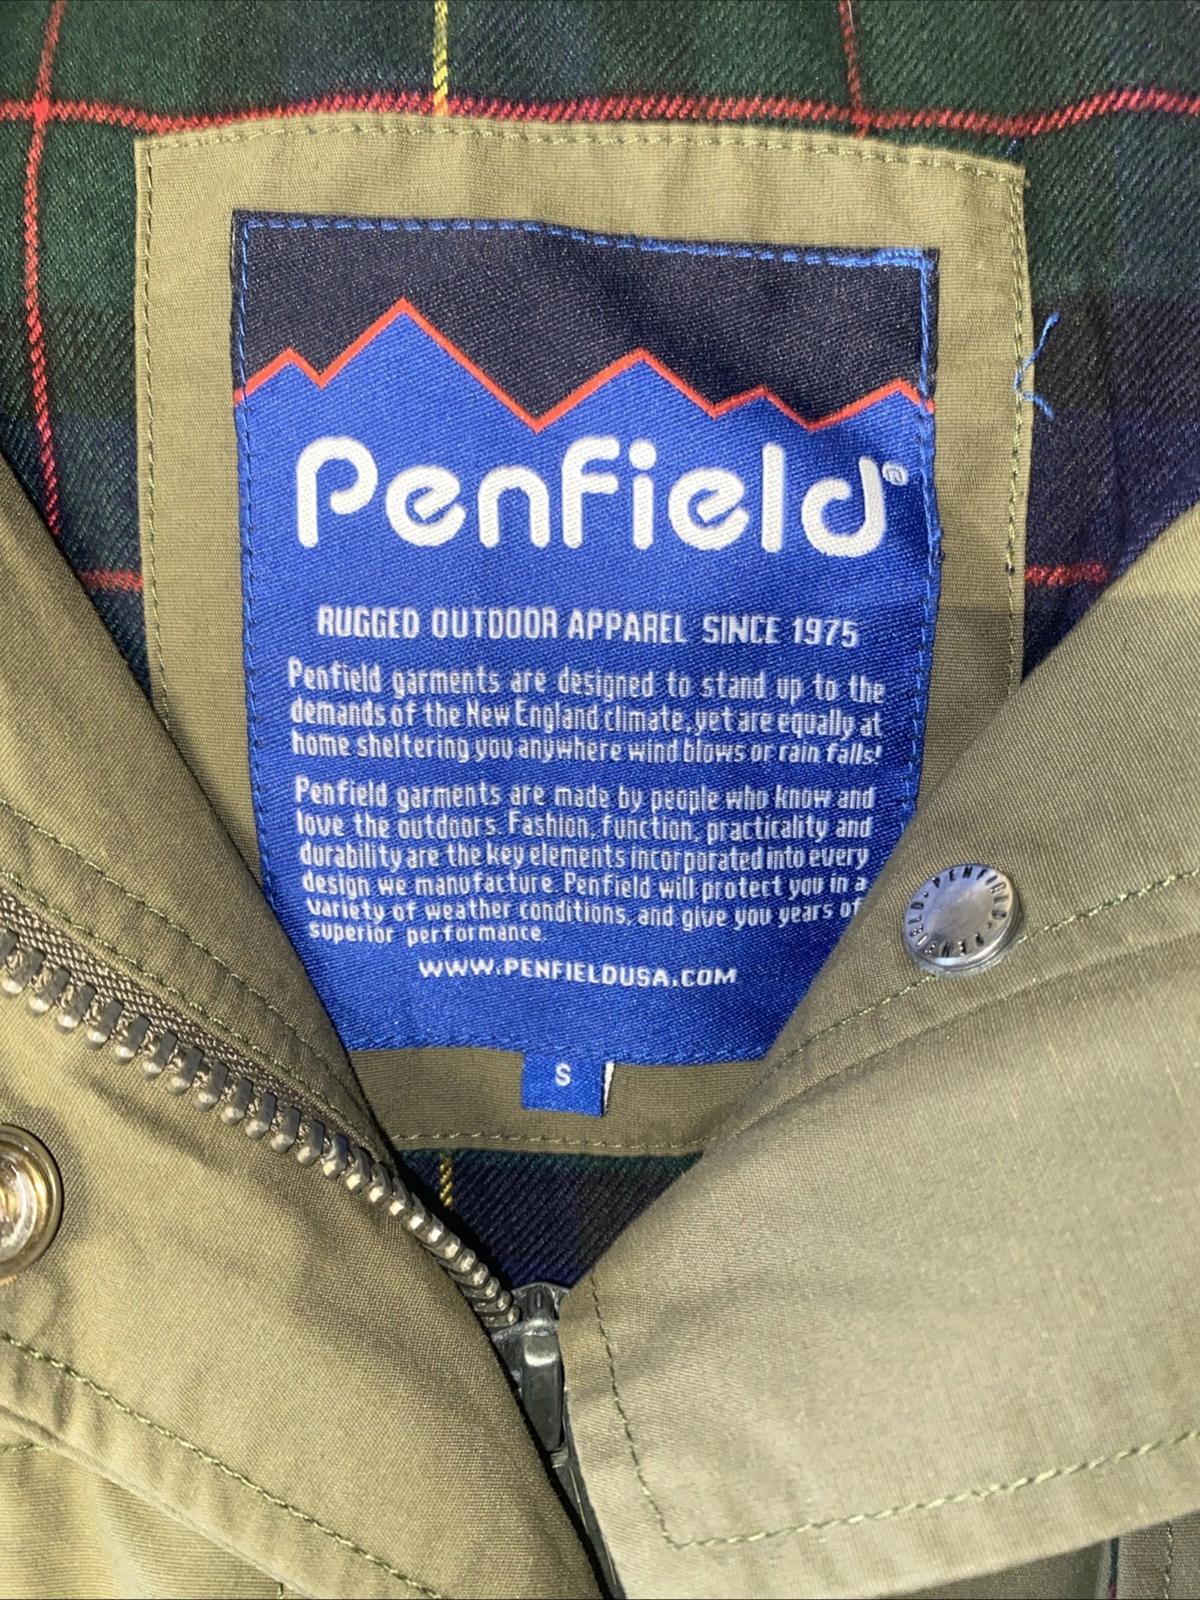 Penfield®
RUGGED OUTDOOR APPAREL SINCE 1975
Penfield garments are designed to stand up to the
demands of the New England climate, yet are equally at
home sheltering you anywhere wind blows or rain falls!
Penfield garments are made by people who know and
love the outdoors. Fashion, function, practicality and
durability are the key elements incorporated into every
design we manufacture. Penfield will protect you in a
variety of weather conditions, and give you years of
superior performance.
WWW.PENFIELDUSA.COM
S
PENFIELD · PENFIELD ·